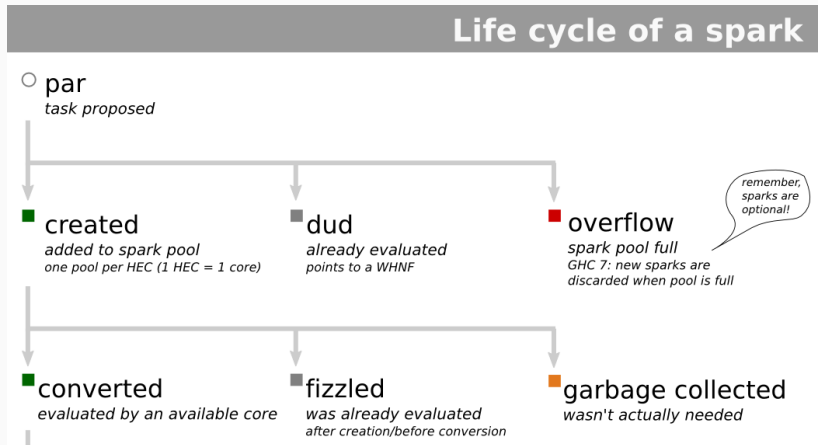 Life cycle of a spark
par
task proposed
remember,
sparks are
optional!
created
added to spark pool
one pool per HEC (1 HEC = 1 core)
dud
already evaluated
points to a WHNF
overflow
spark pool full
GHC 7: new sparks are
discarded when pool is full
converted
evaluated by an available core
fizzled
was already evaluated
after creation/before conversion
garbage collected
wasn't actually needed